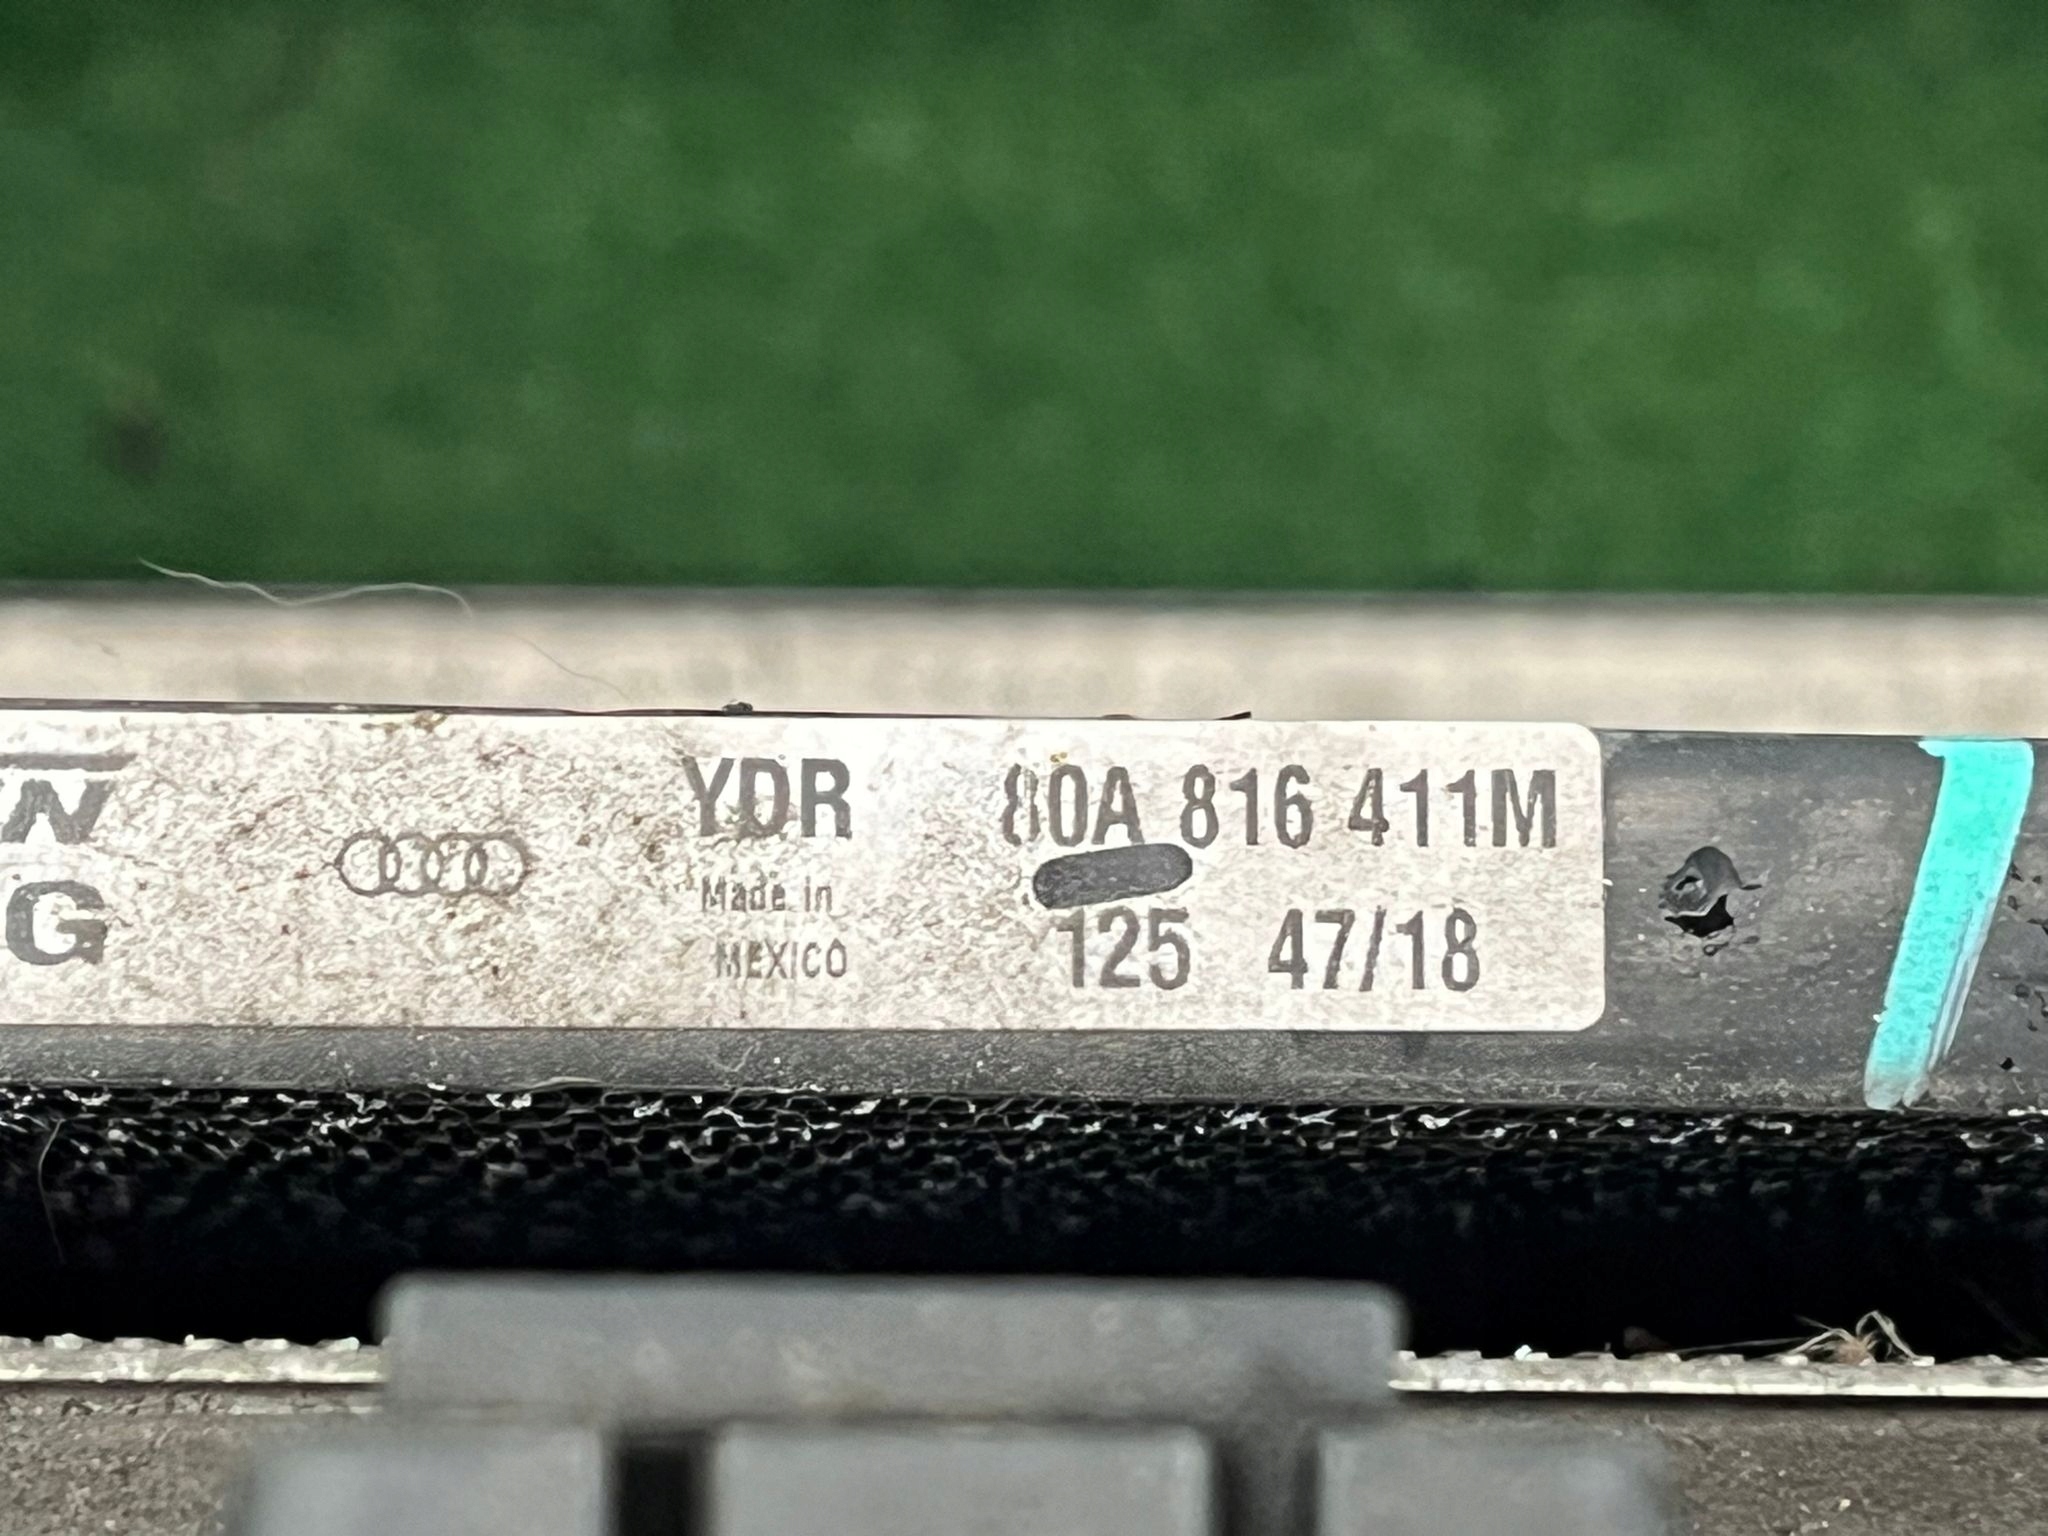 YDR 80A 816 411M
Made in
MEXICO
125 47/18
G